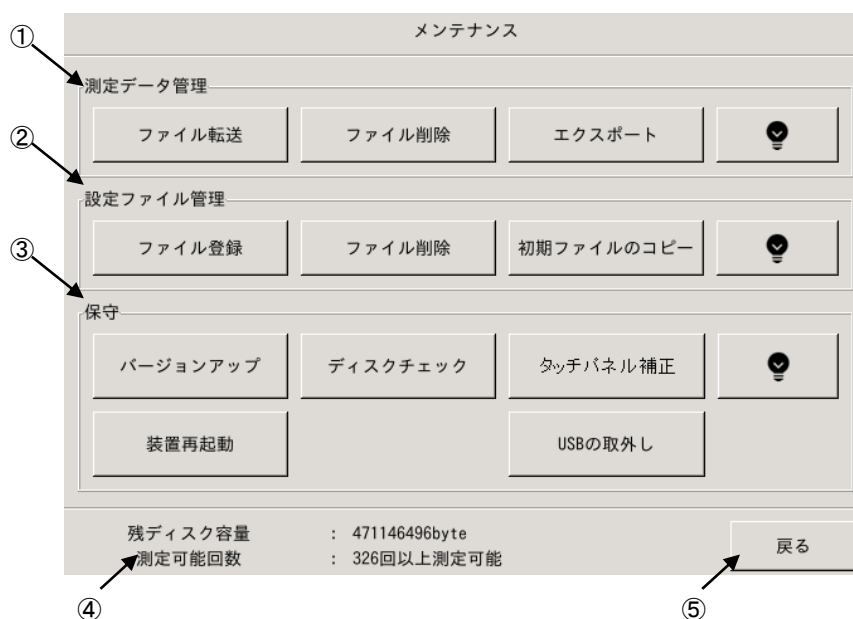 メンテナンス
①
測定データ管理
ファイル転送 ファイル削除 エクスポート
②
設定ファイル管理
ファイル登録 ファイル削除 初期ファイルのコピー
③
保守
バージョンアップ ディスクチェック タッチパネル補正
装置再起動 USBの取外し
残ディスク容量 : 471146496byte
測定可能回数 : 326回以上測定可能
戻る
④ ⑤